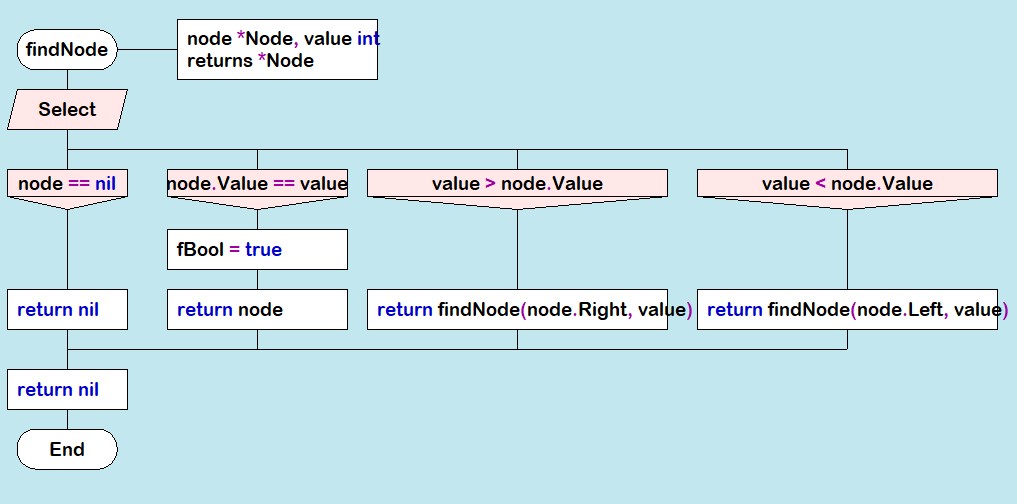 findNode
node *Node, value int
returns *Node
Select
node == nil
node.Value == value
value > node.Value
value < node.Value
fBool = true
return nil
return node
return findNode(node.Right, value)
return findNode(node.Left, value)
return nil
End